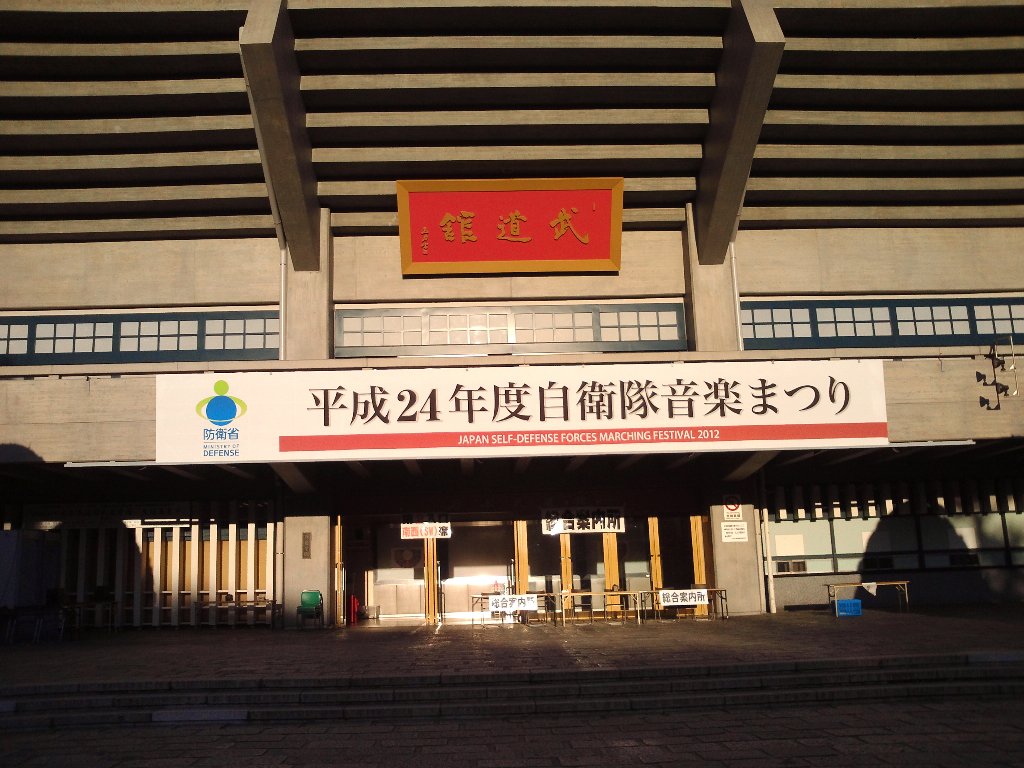 武道館
平成24年度自衛隊音楽まつり
JAPAN SELF-DEFENSE FORCES MARCHING FESTIVAL 2012
防衛省
MINISTRY OF
DEFENSE
総合案内所
総合案内所
総合案内所